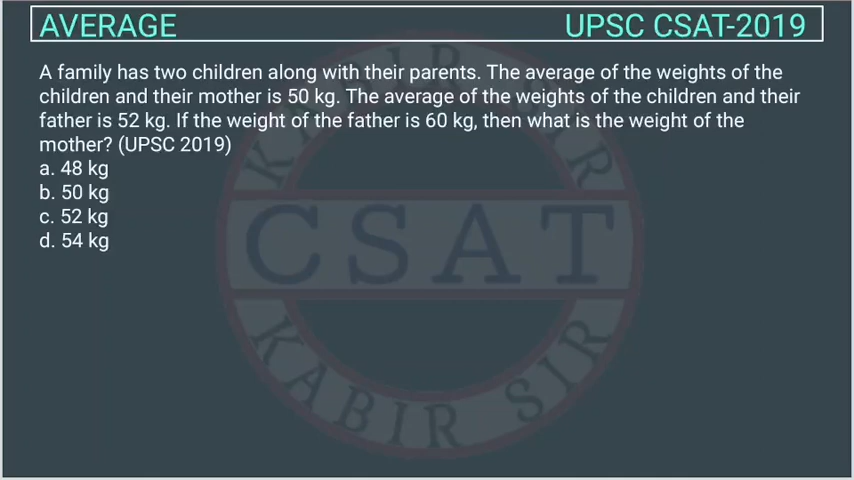 AVERAGE
UPSC CSAT-2019
A family has two children along with their parents. The average of the weights of the
children and their mother is 50 kg. The average of the weights of the children and their
father is 52 kg. If the weight of the father is 60 kg, then what is the weight of the
mother? (UPSC 2019)
a. 48 kg
b. 50 kg
c. 52 kg
d. 54 kg
KABIR SIR
CSAT
KABIR SIR